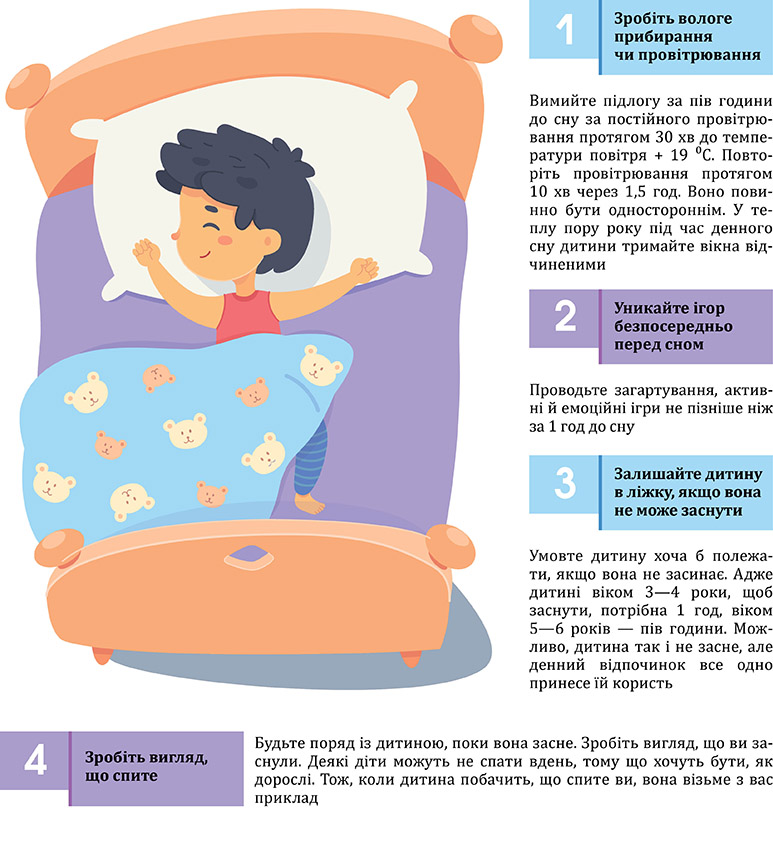 1
Зробіть вологе
прибирання
чи провітрювання
Вимийте підлогу за пів години
до сну за постійного провітрю-
вання протягом 30 хв до темпе-
ратури повітря + 19 ⁰С. Повто-
ріть провітрювання протягом
10 хв через 1,5 год. Воно пови-
нно бути одностороннім. У те-
плу пору року під час денного
сну дитини тримайте вікна від-
чиненими
2
Уникайте ігор
безпосередньо
перед сном
Проводьте загартування, актив-
ні й емоційні ігри не пізніше ніж
за 1 год до сну
3
Залишайте дитину
в ліжку, якщо вона
не може заснути
Умовте дитину хоча б полежа-
ти, якщо вона не засинає. Адже
дитині віком 3—4 роки, щоб
заснути, потрібна 1 год, віком
5—6 років — пів години. Мож-
ливо, дитина так і не засне, але
денний відпочинок все одно
принесе їй користь
4
Зробіть вигляд,
що спите
Будьте поряд із дитиною, поки вона засне. Зробіть вигляд, що ви за-
снули. Деякі діти можуть не спати вдень, тому що хочуть бути, як
дорослі. Тож, коли дитина побачить, що спите ви, вона візьме з вас
приклад